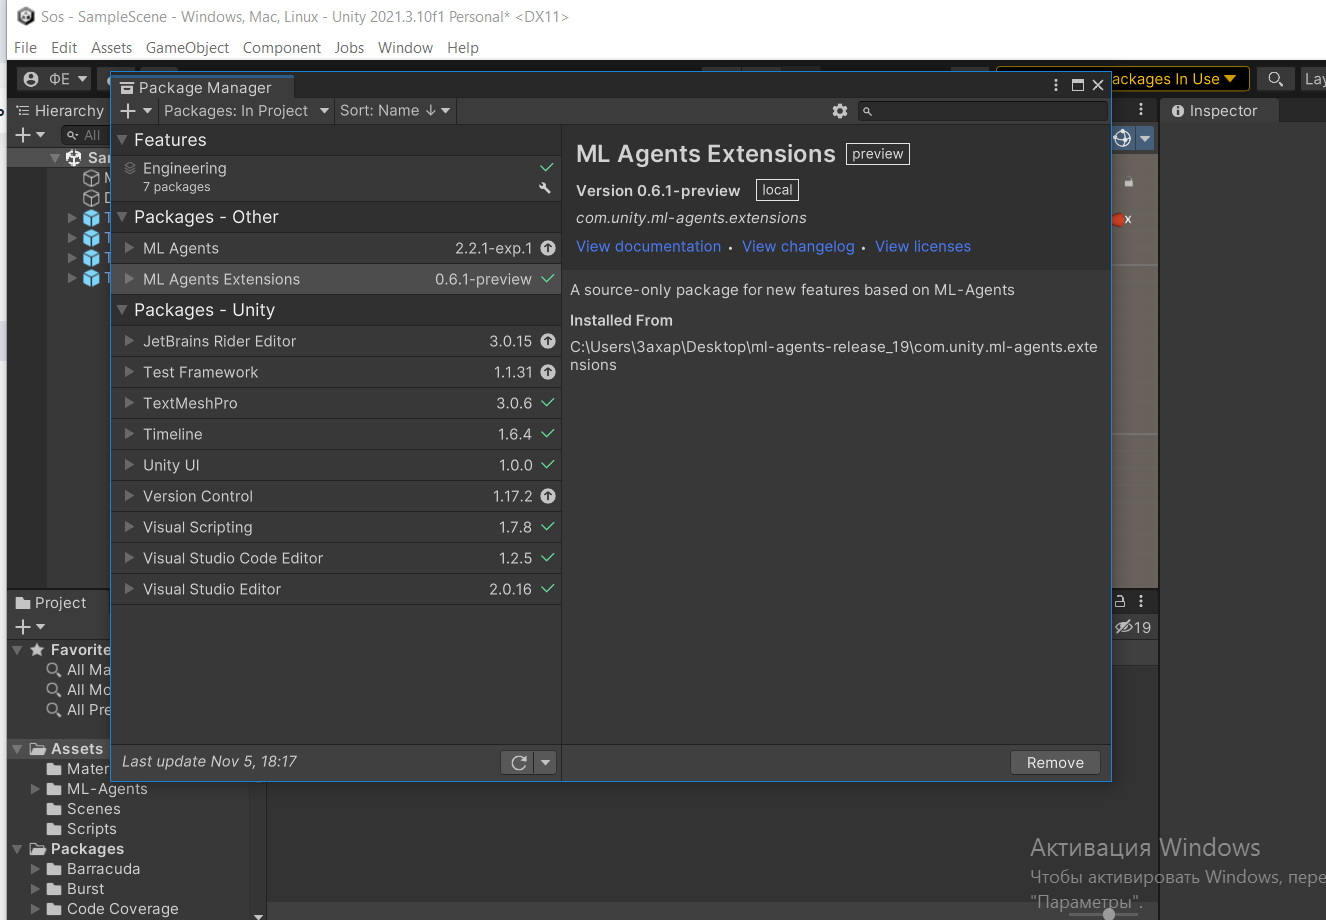 Sos - SampleScene - Windows, Mac, Linux - Unity 2021.3.10f1 Personal* <DX11>
File Edit Assets GameObject Component Jobs Window Help
ФЕ
Package Manager
ackages In Use
Lay
Hierarchy
Packages: In Project
Sort: Name ↓
Inspector
All
Features
Engineering
7 packages
Packages - Other
ML Agents 2.2.1-exp.1
ML Agents Extensions 0.6.1-preview
Packages - Unity
JetBrains Rider Editor 3.0.15
Test Framework 1.1.31
TextMeshPro 3.0.6
Timeline 1.6.4
Unity UI 1.0.0
Version Control 1.17.2
Visual Scripting 1.7.8
Visual Studio Code Editor 1.2.5
Visual Studio Editor 2.0.16
Last update Nov 5, 18:17
ML Agents Extensions preview
Version 0.6.1-preview local
com.unity.ml-agents.extensions
View documentation • View changelog • View licenses
A source-only package for new features based on ML-Agents
Installed From
C:\Users\3axap\Desktop\ml-agents-release_19\com.unity.ml-agents.exte
nsions
Remove
x
19
Project
Favorite
All Ma
All Mo
All Pre
Assets
Mater
ML-Agents
Scenes
Scripts
Packages
Barracuda
Burst
Code Coverage
Активация Windows
Чтобы активировать Windows, пере
"Параметры".